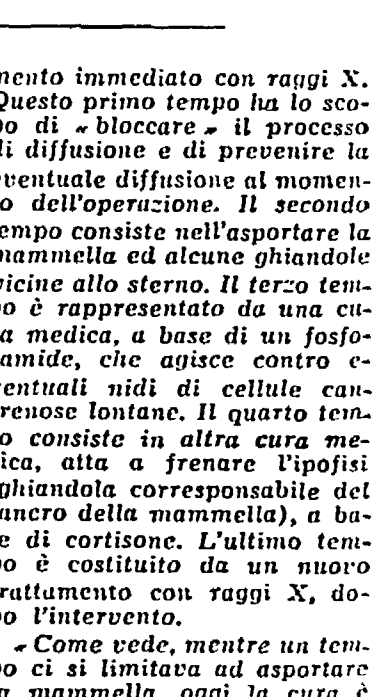 mento immediato con raggi X.
Questo primo tempo ha lo sco-
po di « bloccare » il processo
di diffusione e di prevenire la
eventuale diffusione al momen-
to dell'operazione. Il secondo
tempo consiste nell'asportare la
mammella ed alcune ghiandole
vicine allo sterno. Il terzo tem-
po è rappresentato da una cu-
ra medica, a base di un fosfo-
amide, che agisce contro e-
ventuali nidi di cellule can-
crenose lontane. Il quarto tem-
po consiste in altra cura me-
dica, atta a frenare l'ipofisi
ghiandola corresponsabile del
cancro della mammella), a ba-
se di cortisone. L'ultimo tem-
po è costituito da un nuovo
trattamento con raggi X, do-
po l'intervento.
« Come vede, mentre un tem-
po ci si limitava ad asportare
la mammella, oggi la cura è